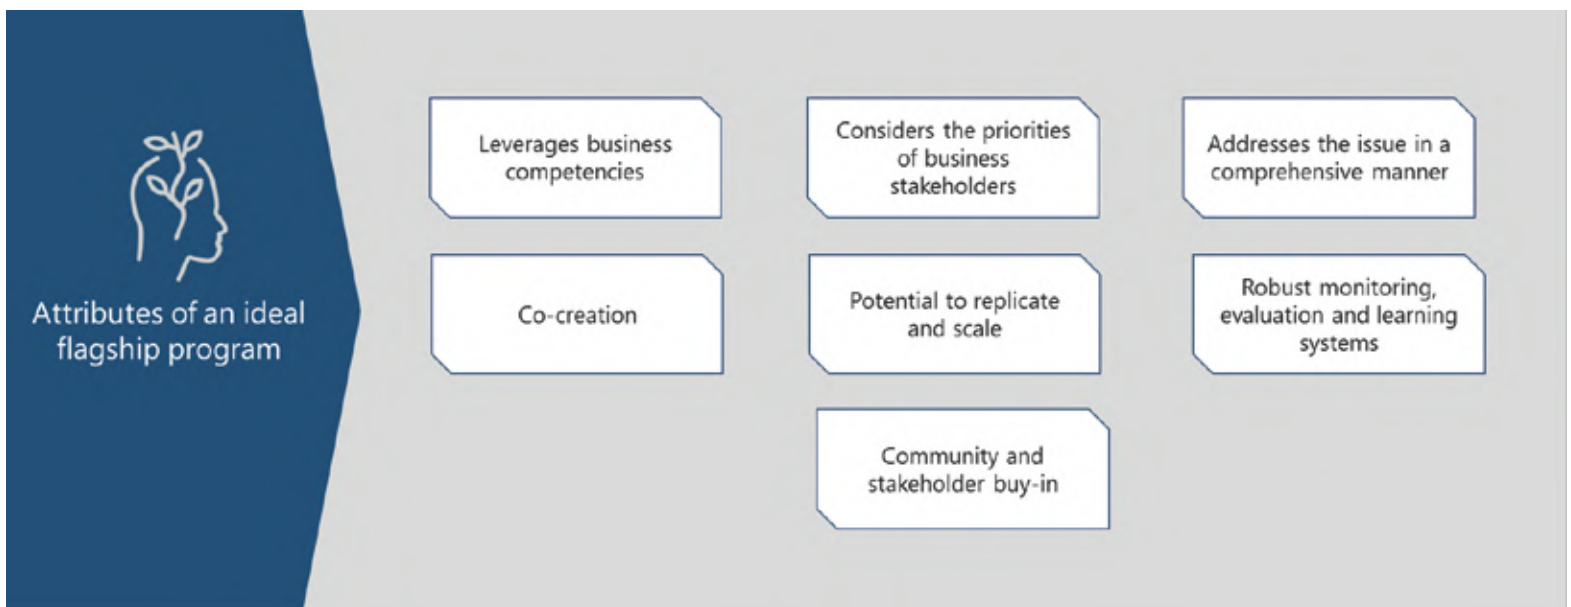 Attributes of an ideal
flagship program
Leverages business
competencies
Considers the priorities
of business
stakeholders
Addresses the issue in a
comprehensive manner
Co-creation
Potential to replicate
and scale
Robust monitoring,
evaluation and learning
systems
Community and
stakeholder buy-in